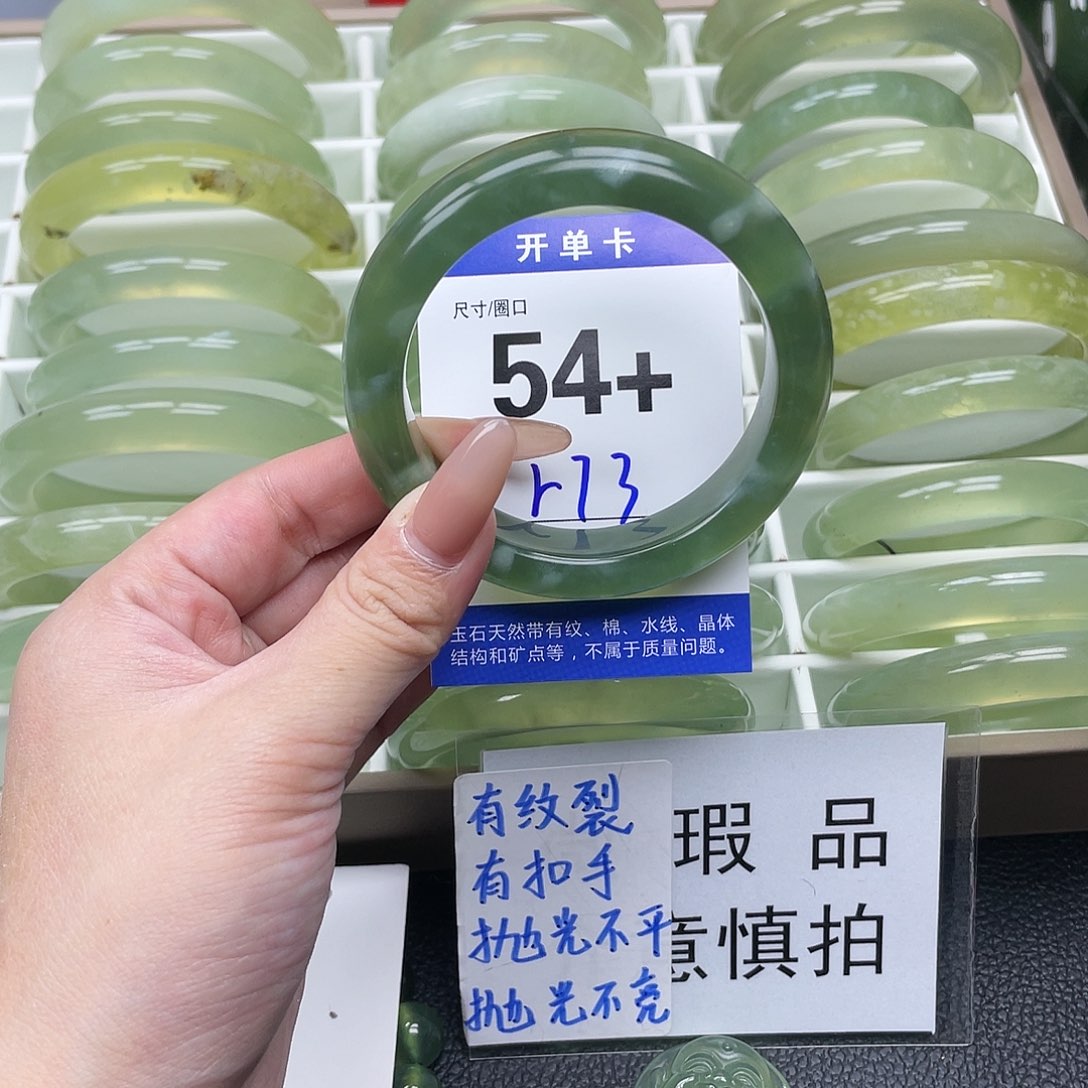 开单卡
尺寸/圈口
54+
r73
玉石天然带有纹、棉、水线、晶体
结构和矿点等，不属于质量问题。
有纹裂
有扣手
抛光不平
抛光不亮
瑕品
意慎拍